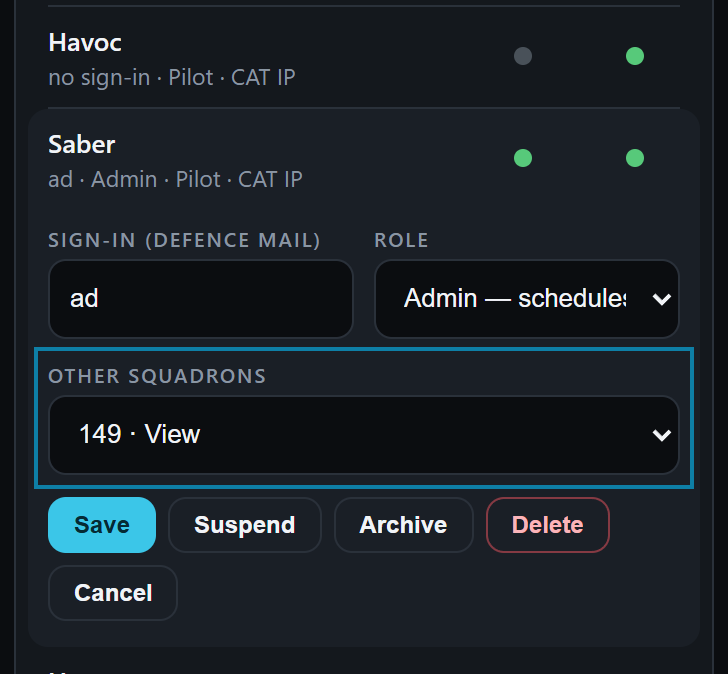 Havoc
no sign-in · Pilot · CAT IP
Saber
ad · Admin · Pilot · CAT IP
SIGN-IN (DEFENCE MAIL)
ROLE
ad
Admin — schedules
OTHER SQUADRONS
149 · View
Save
Suspend
Archive
Delete
Cancel